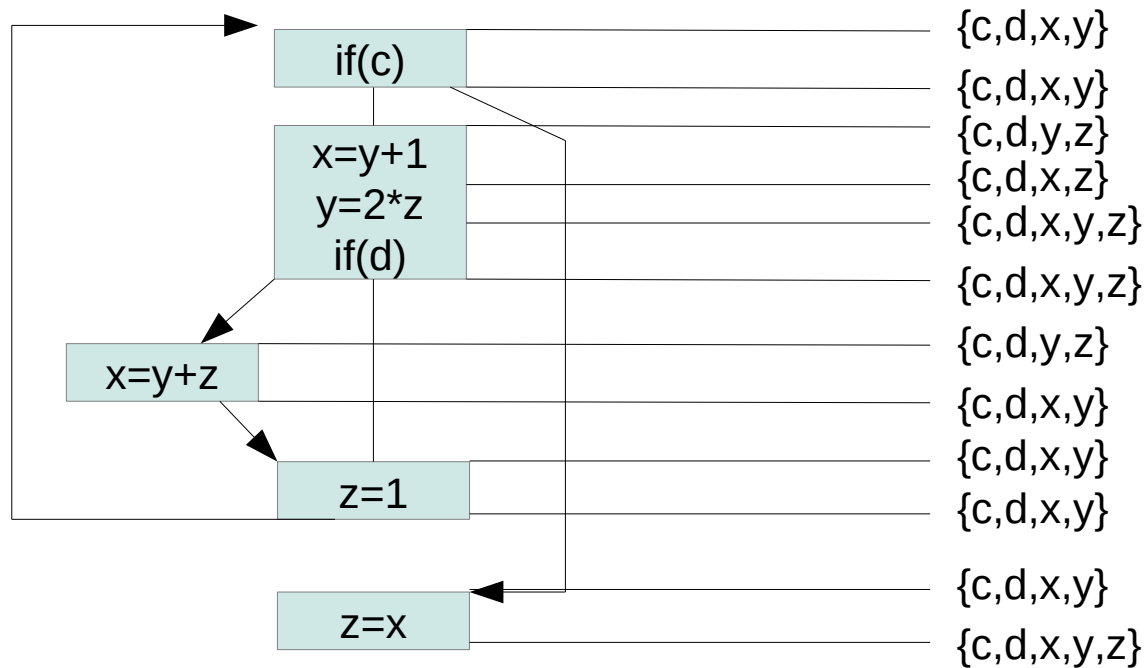 if(c)
x=y+1
y=2*z
if(d)
x=y+z
z=1
z=x
{c,d,x,y}
{c,d,x,y}
{c,d,y,z}
{c,d,x,z}
{c,d,x,y,z}
{c,d,x,y,z}
{c,d,y,z}
{c,d,x,y}
{c,d,x,y}
{c,d,x,y}
{c,d,x,y}
{c,d,x,y,z}